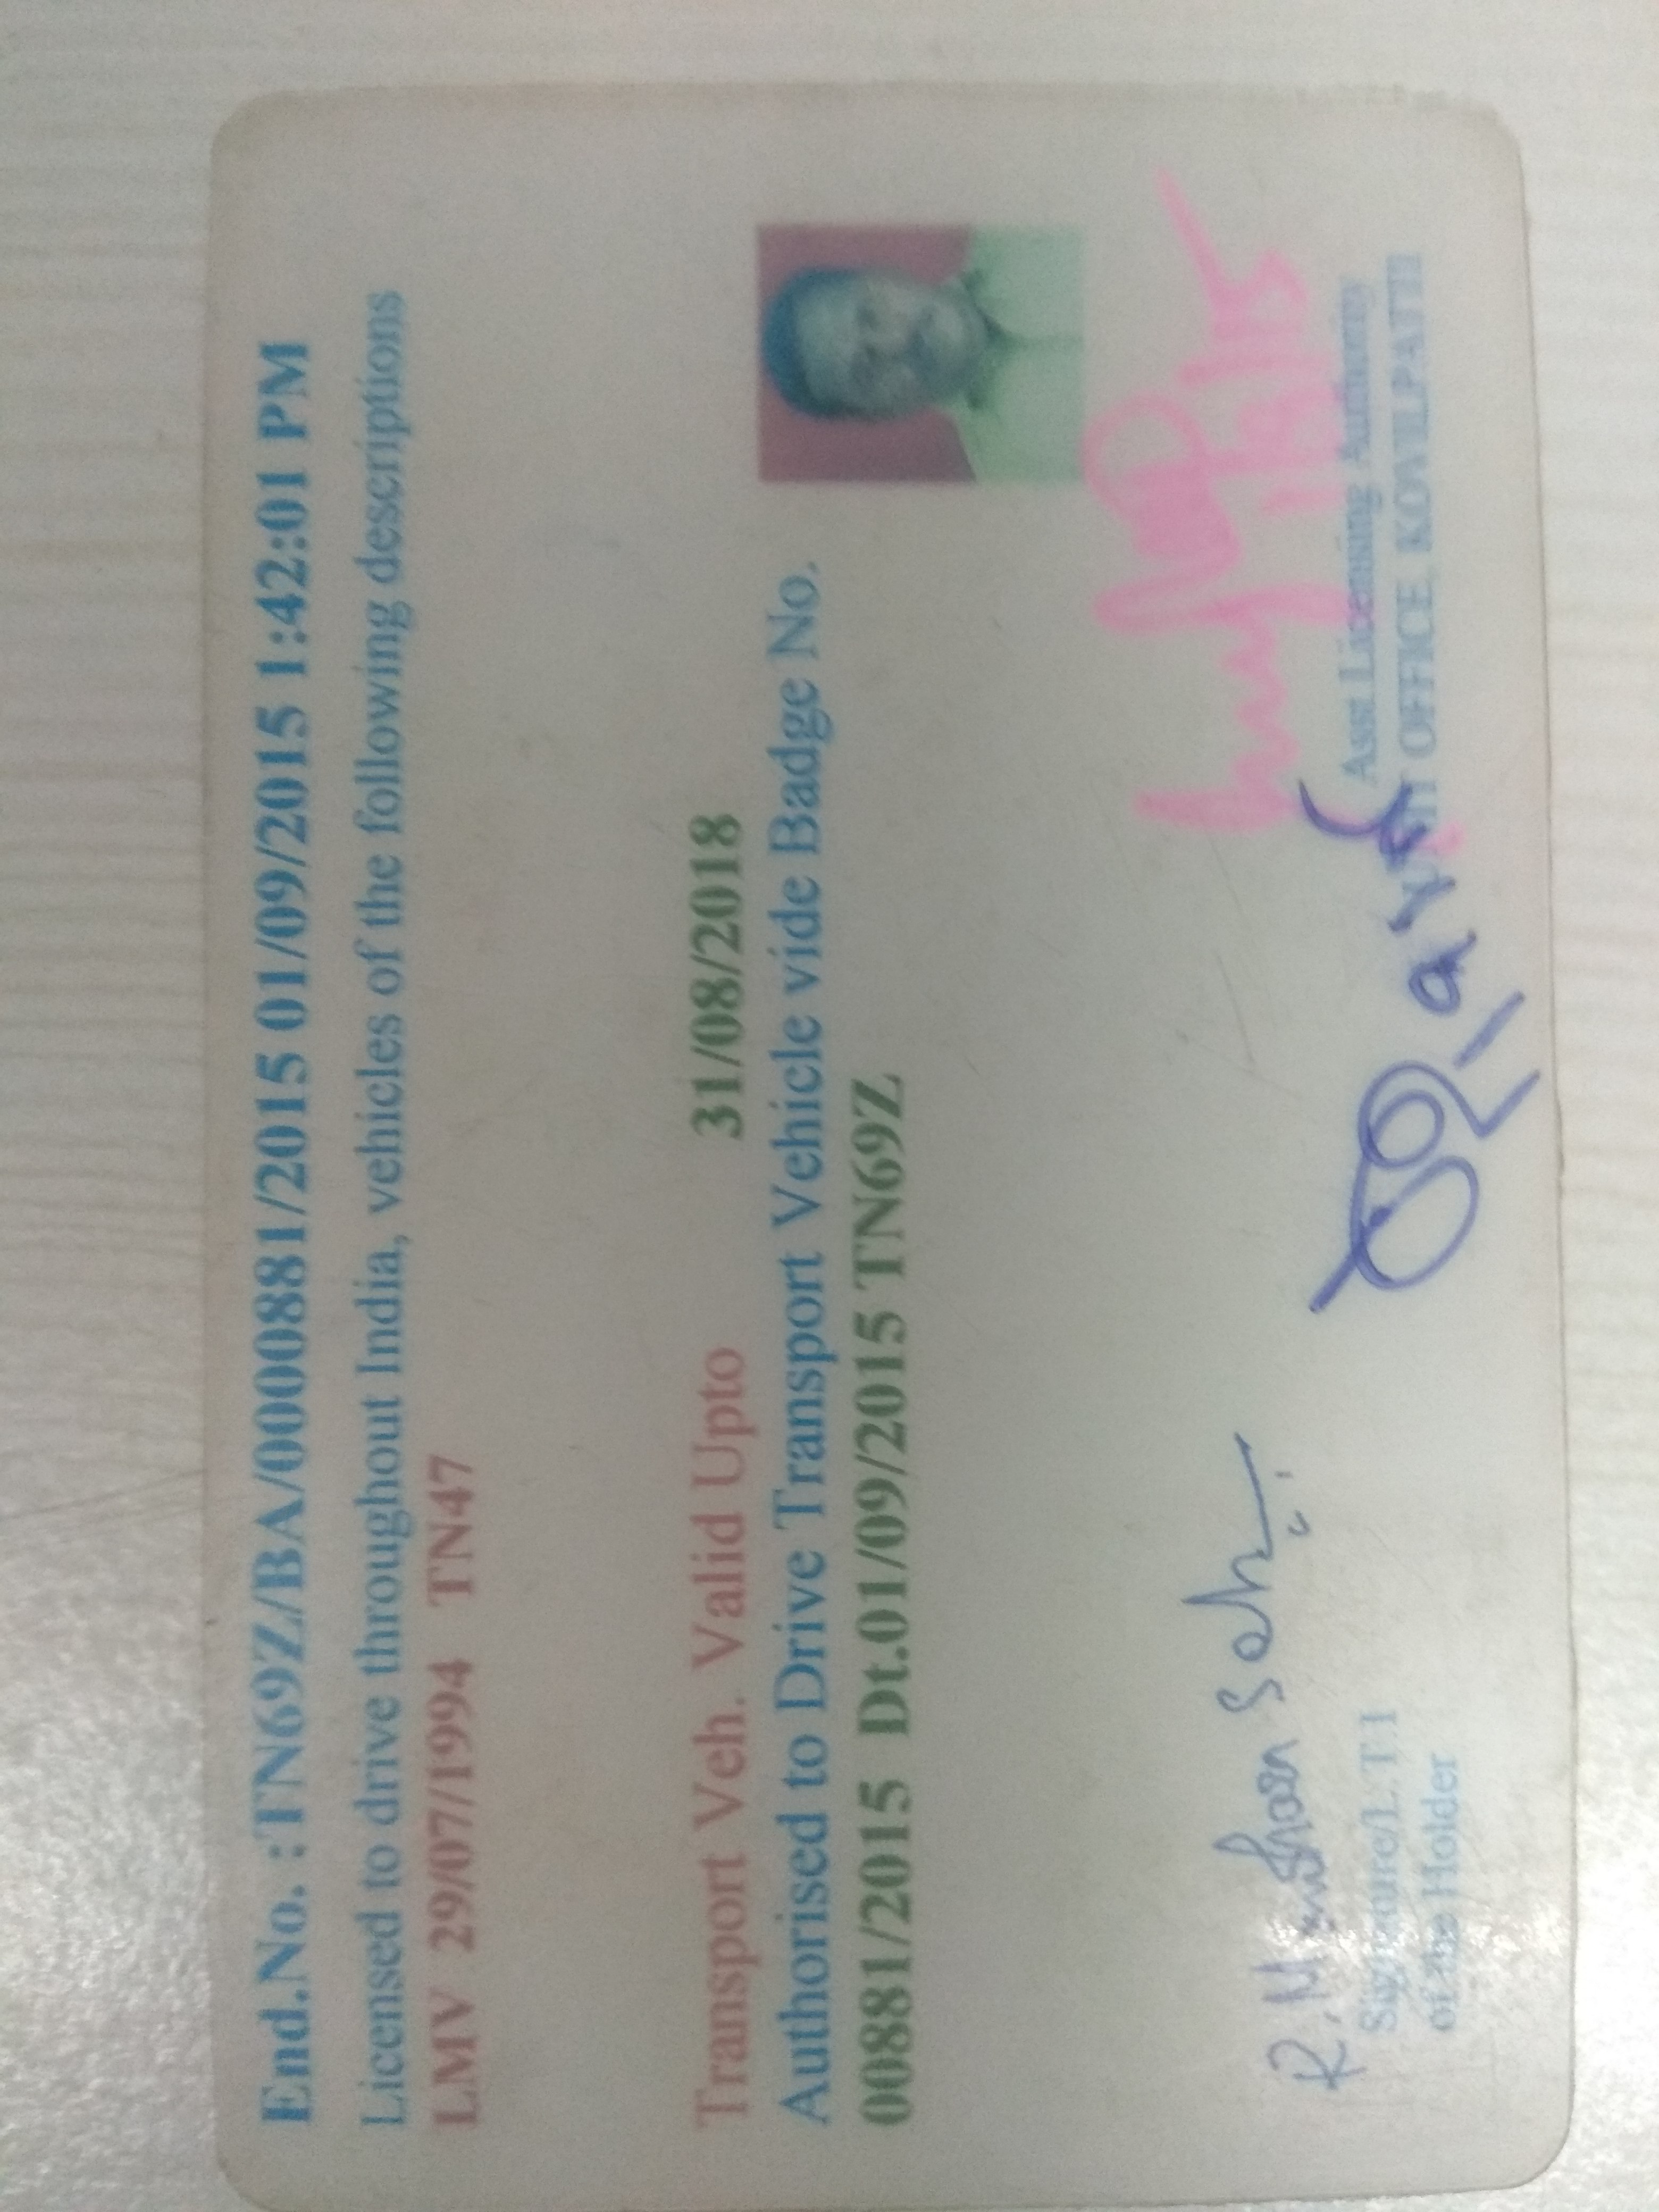 End.No. :TN69Z/BA/0000881/2015 01/09/2015 1:42:01 PM
Licensed to drive throughout India, vehicles of the following descriptions
LMV 29/07/1994 TN47
Transport Veh. Valid Upto 31/08/2018
Authorised to Drive Transport Vehicle vide Badge No.
00881/2015 Dt.01/09/2015 TN69Z
R.M
Signature/L.T.I
of the Holder
Asst Licensing Authority
OFFICE, KOVILPATTI